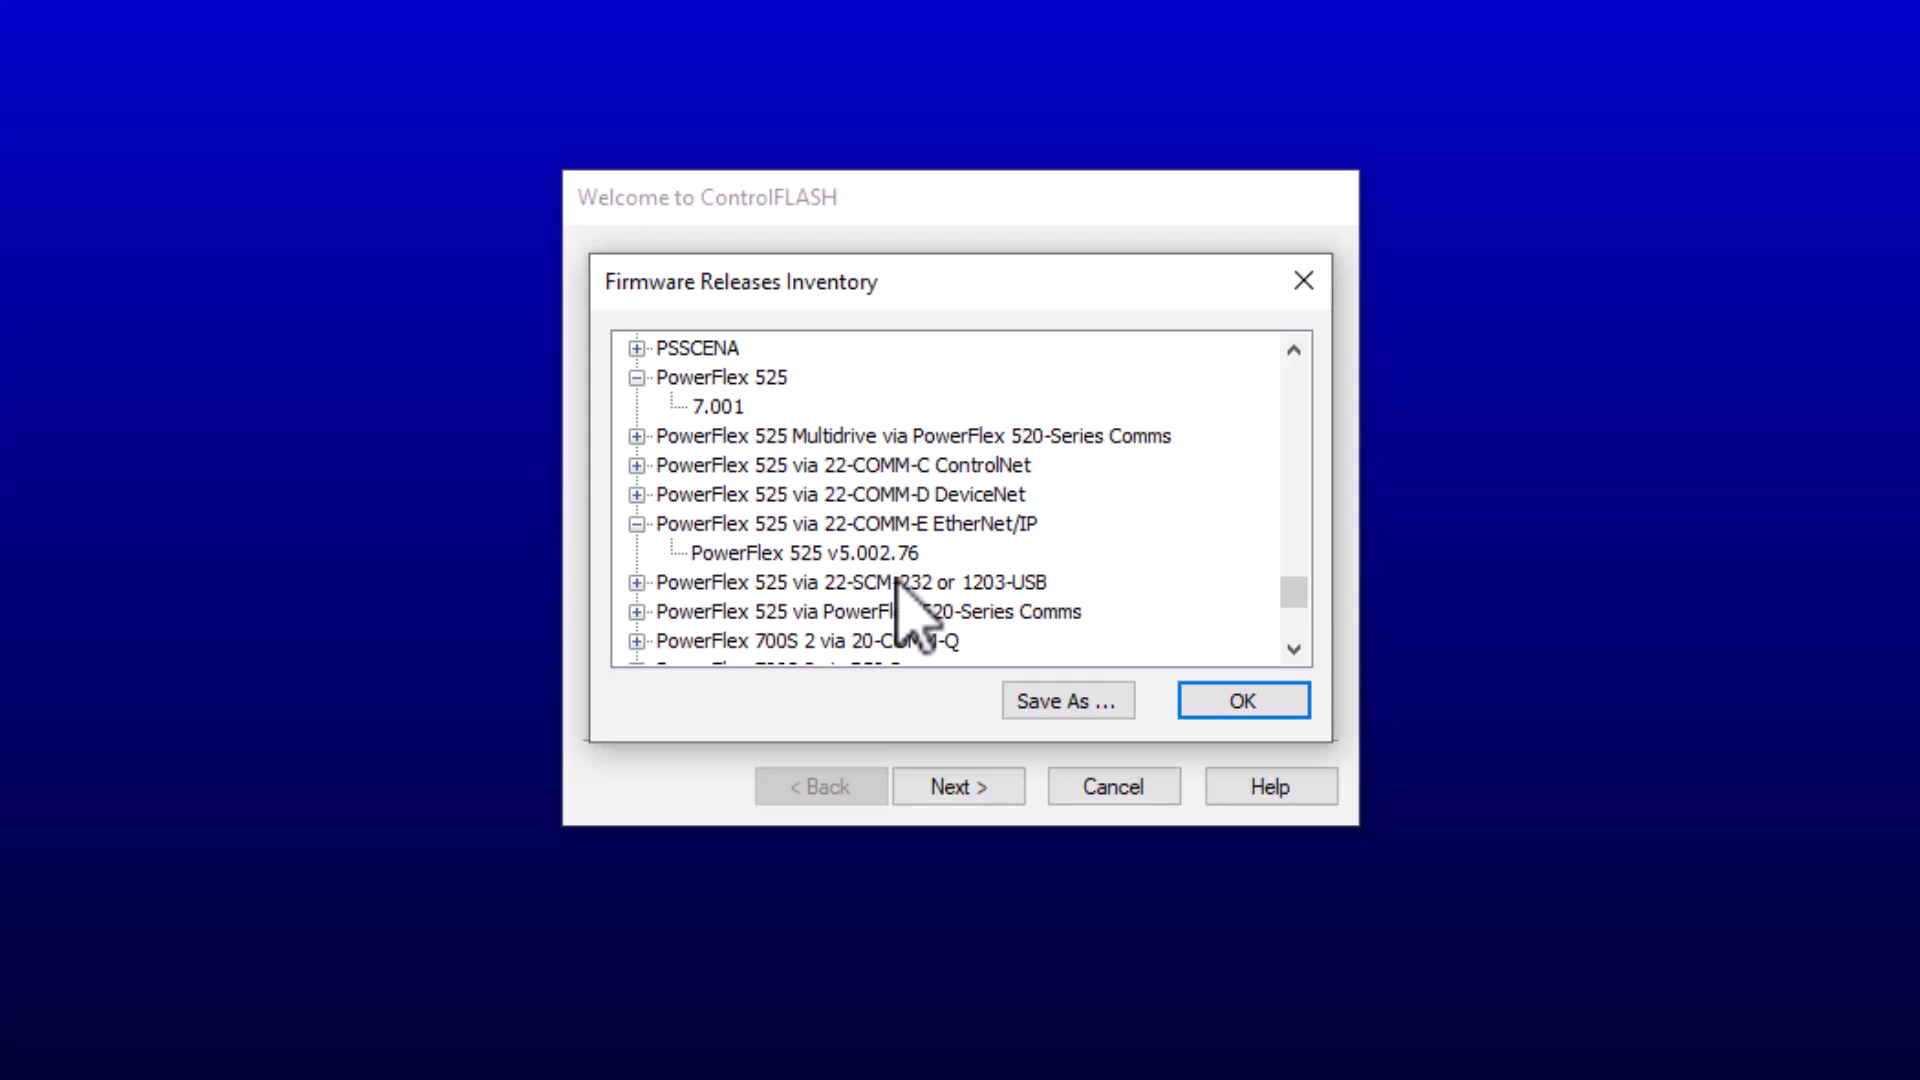 Welcome to ControlFLASH
Firmware Releases Inventory
PSSCENA
PowerFlex 525
7.001
PowerFlex 525 Multidrive via PowerFlex 520-Series Comms
PowerFlex 525 via 22-COMM-C ControlNet
PowerFlex 525 via 22-COMM-D DeviceNet
PowerFlex 525 via 22-COMM-E EtherNet/IP
PowerFlex 525 v5.002.76
PowerFlex 525 via 22-SCM-232 or 1203-USB
PowerFlex 525 via PowerFlex 520-Series Comms
PowerFlex 700S 2 via 20-COMM-Q
Save As ...
OK
< Back
Next >
Cancel
Help